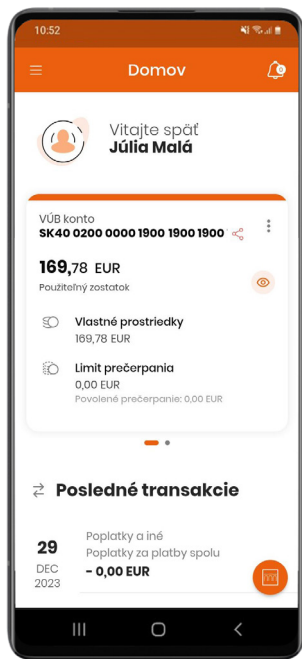 10:52
Domov
Vitajte späť
Júlia Malá
VÚB konto
SK40 0200 0000 1900 1900 1900
169,78 EUR
Použiteľný zostatok
Vlastné prostriedky
169,78 EUR
Limit prečerpania
0,00 EUR
Povolené prečerpanie: 0,00 EUR
Posledné transakcie
29
DEC
2023
Poplatky a iné
Poplatky za platby spolu
- 0,00 EUR